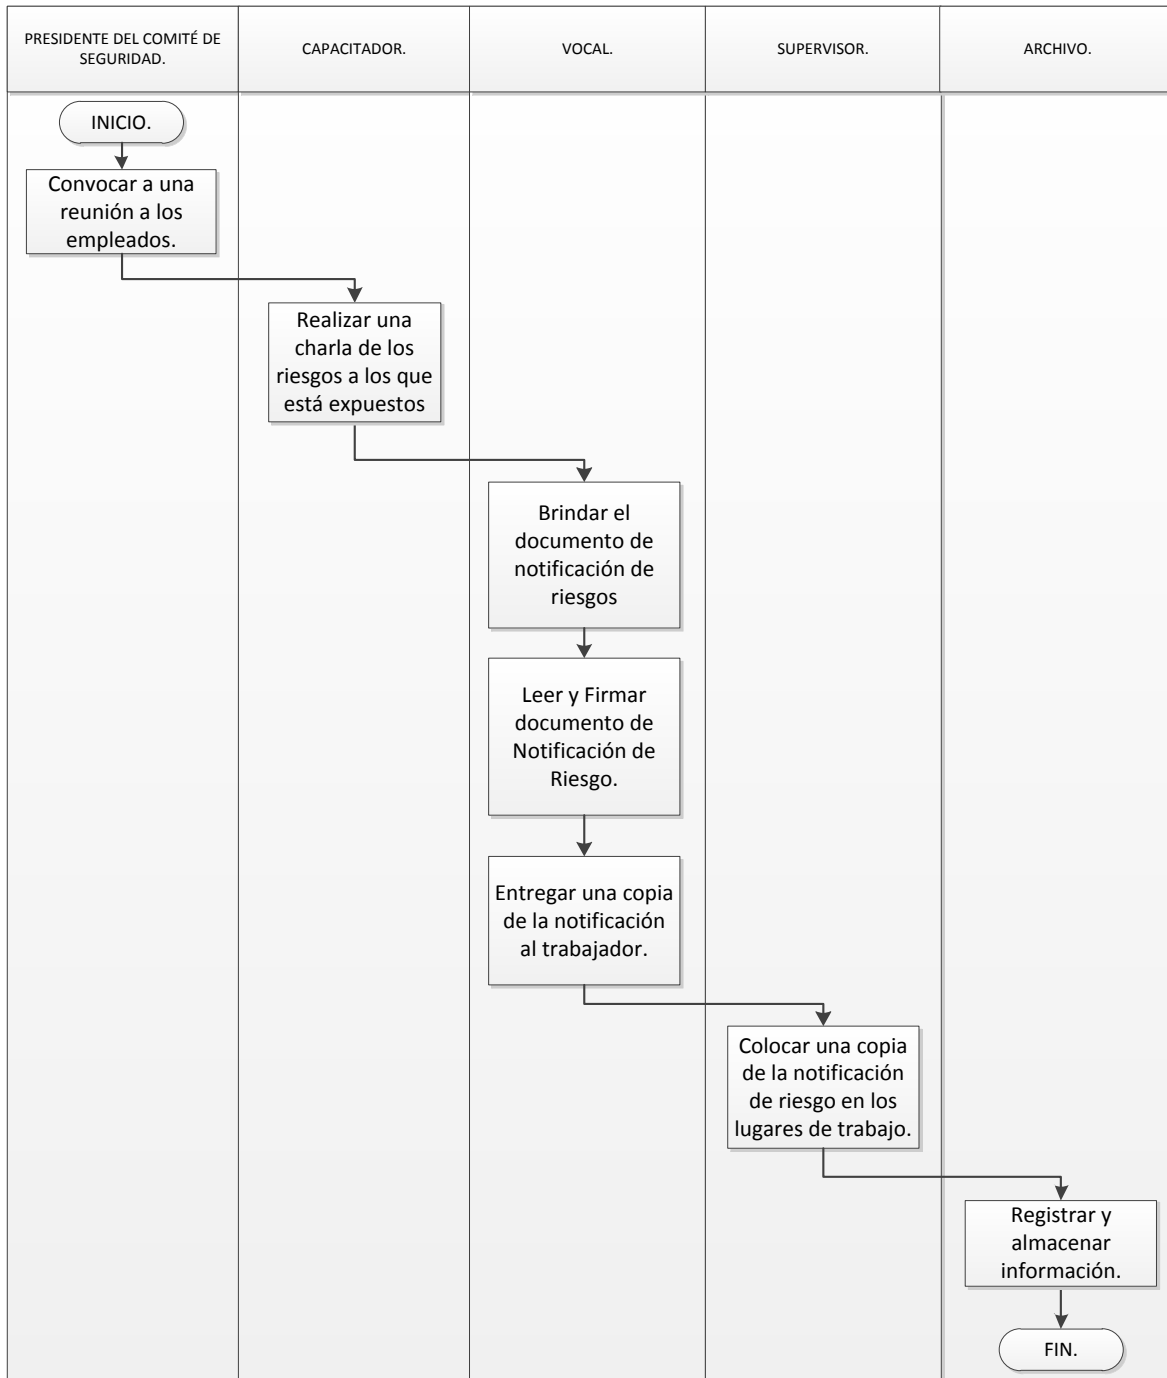 PRESIDENTE DEL COMITÉ DE
SEGURIDAD.
CAPACITADOR.
VOCAL.
SUPERVISOR.
ARCHIVO.
INICIO.
Convocar a una
reunión a los
empleados.
Realizar una
charla de los
riesgos a los que
está expuestos
Brindar el
documento de
notificación de
riesgos
Leer y Firmar
documento de
Notificación de
Riesgo.
Entregar una copia
de la notificación
al trabajador.
Colocar una copia
de la notificación
de riesgo en los
lugares de trabajo.
Registrar y
almacenar
información.
FIN.